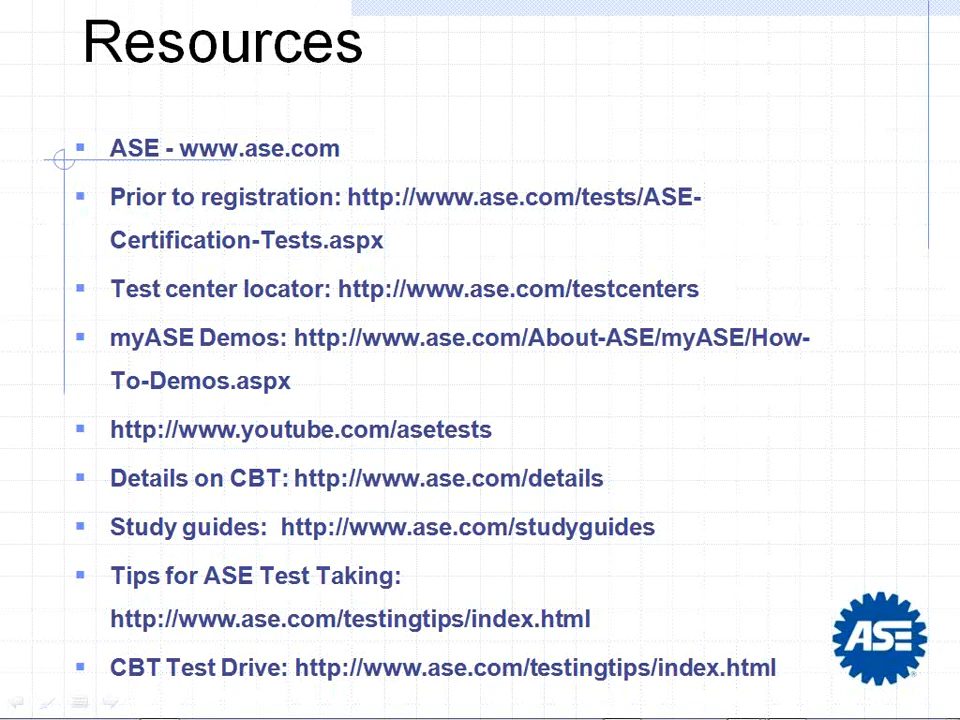 Resources
ASE - www.ase.com
Prior to registration: http://www.ase.com/tests/ASE-
Certification-Tests.aspx
Test center locator: http://www.ase.com/testcenters
myASE Demos: http://www.ase.com/About-ASE/myASE/How-
To-Demos.aspx
http://www.youtube.com/asetests
Details on CBT: http://www.ase.com/details
Study guides:  http://www.ase.com/studyguides
Tips for ASE Test Taking:
http://www.ase.com/testingtips/index.html
ASE
CBT Test Drive: http://www.ase.com/testingtips/index.html